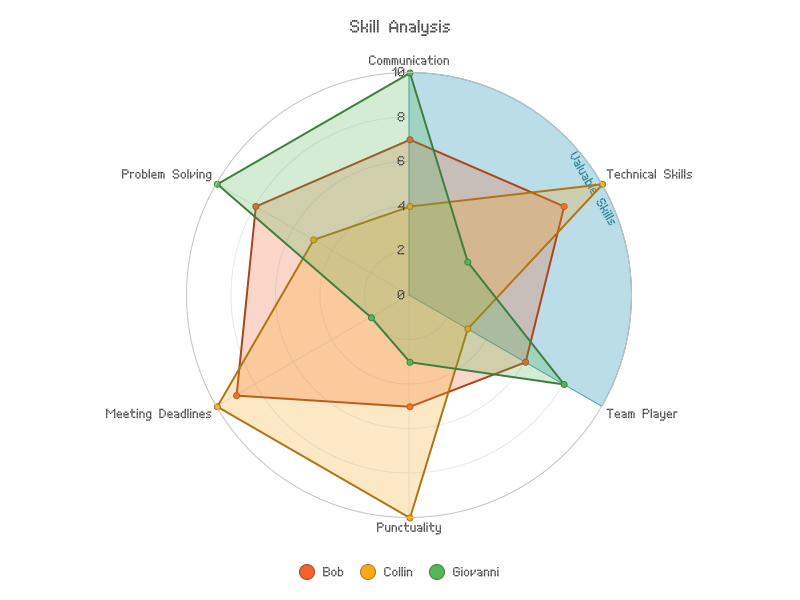 Skill Analysis
Communication
10
8
6
4
2
0
Valuable Skills
Technical Skills
Problem Solving
Meeting Deadlines
Team Player
Punctuality
Bob
Collin
Giovanni